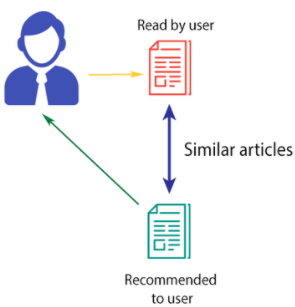 Read by user
Similar articles
Recommended
to user